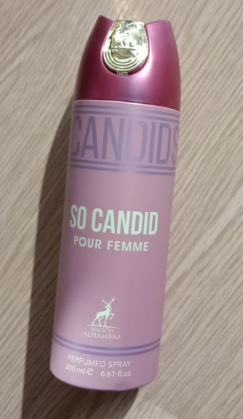 CANDIDS
SO CANDID
POUR FEMME
MAISON
ALHAMBRA
PERFUMED SPRAY
200 ml e 6.67 fl.oz.